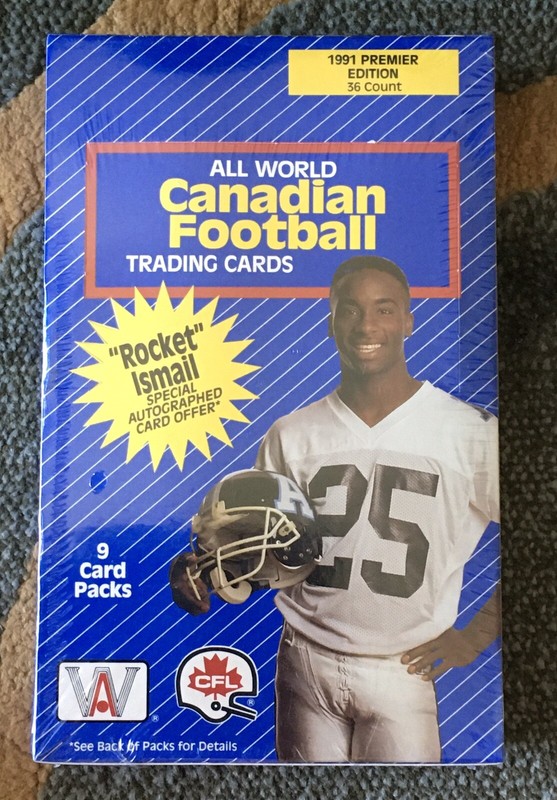 1991 PREMIER
EDITION
36 Count
ALL WORLD
Canadian
Football
TRADING CARDS
"Rocket"
Ismail
SPECIAL
AUTOGRAPHED
CARD OFFER*
25
A
9
Card
Packs
WA
®
CFL
®
*See Back of Packs for Details